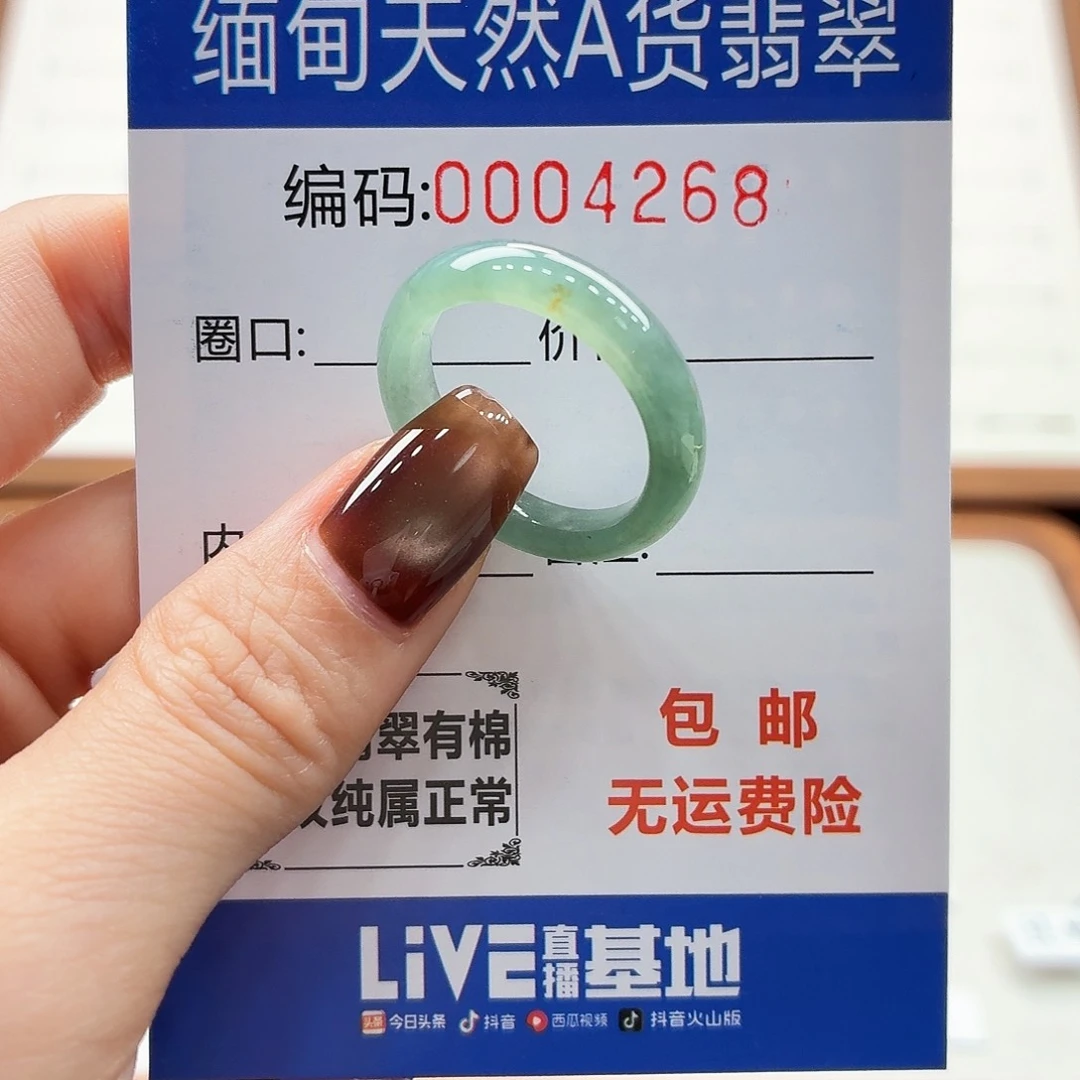 缅甸天然A货翡翠
编码:0004268
圈口:
内
翠有棉
纯属正常
包 邮
无运费险
LiVE直播基地
今日头条 抖音 西瓜视频 抖音火山版